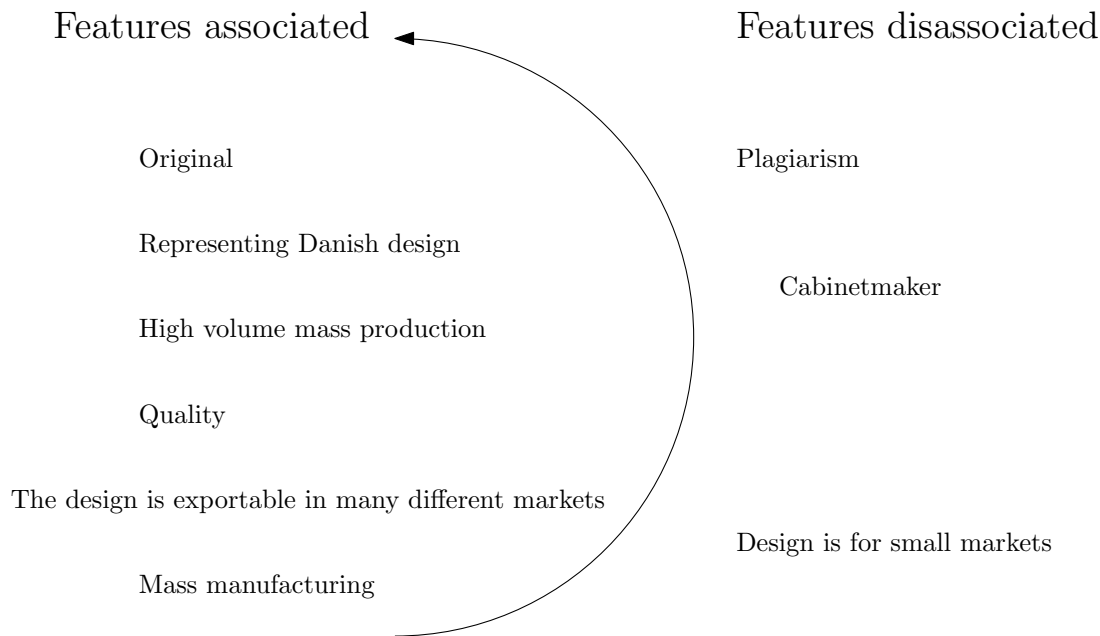 Features associated
Features disassociated
Original
Plagiarism
Representing Danish design
Cabinetmaker
High volume mass production
Quality
The design is exportable in many different markets
Design is for small markets
Mass manufacturing